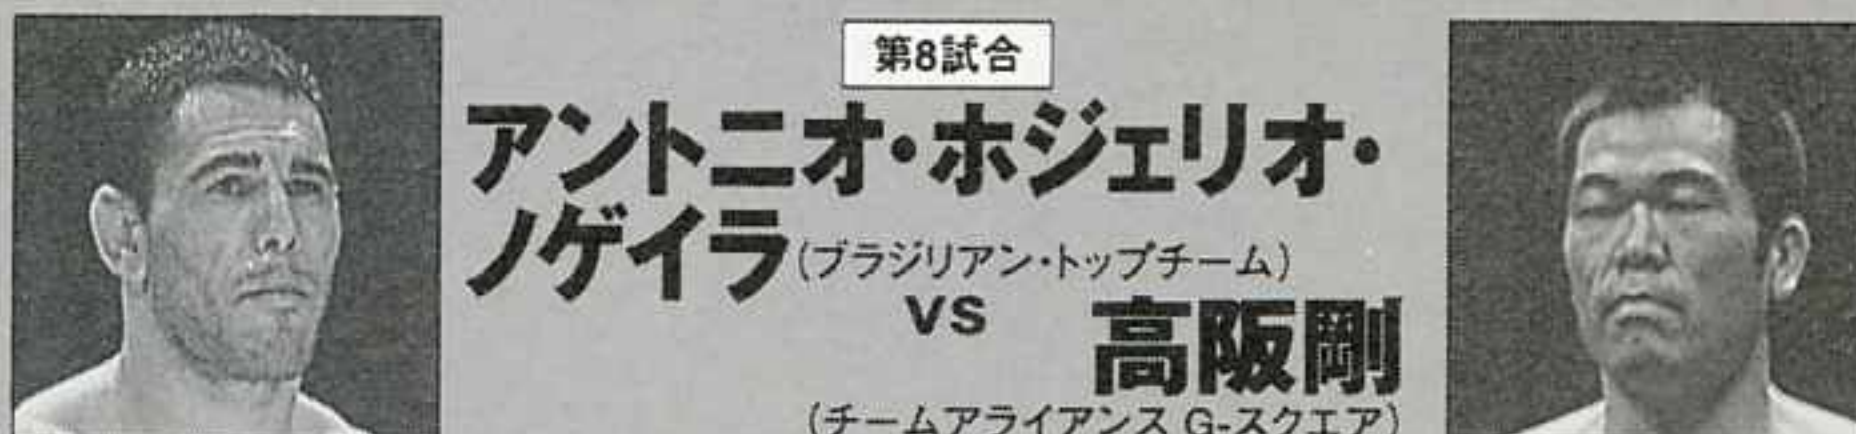 第8試合
アントニオ・ホジェリオ・
ノゲイラ(ブラジリアン・トップチーム)
VS
高阪剛
(チームアライアンス G-スクエア)